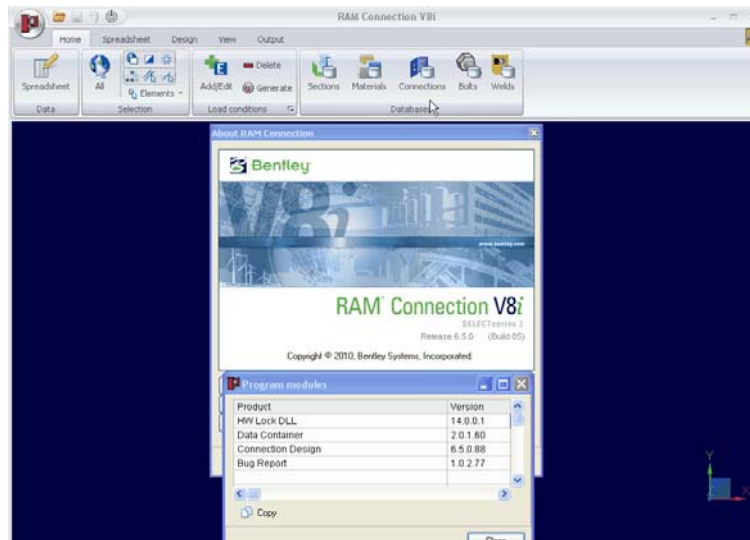 RAM Connection V8i
Home Spreadsheet Design View Output
Spreadsheet
All
Elements
Add/Edit
Delete
Generate
Sections Materials Connections Bolts Welds
Data Selection Load conditions Databases
About RAM Connection
Bentley
V8i
www.bentley.com
RAM Connection V8i
SELECTseries 2
Release 6.5.0 (Build 05)
Copyright © 2010, Bentley Systems, Incorporated.
Program modules
Product Version
HW Lock DLL 14.0.0.1
Data Container 2.0.1.60
Connection Design 6.5.0.88
Bug Report 1.0.2.77
Copy
Close
Y
X